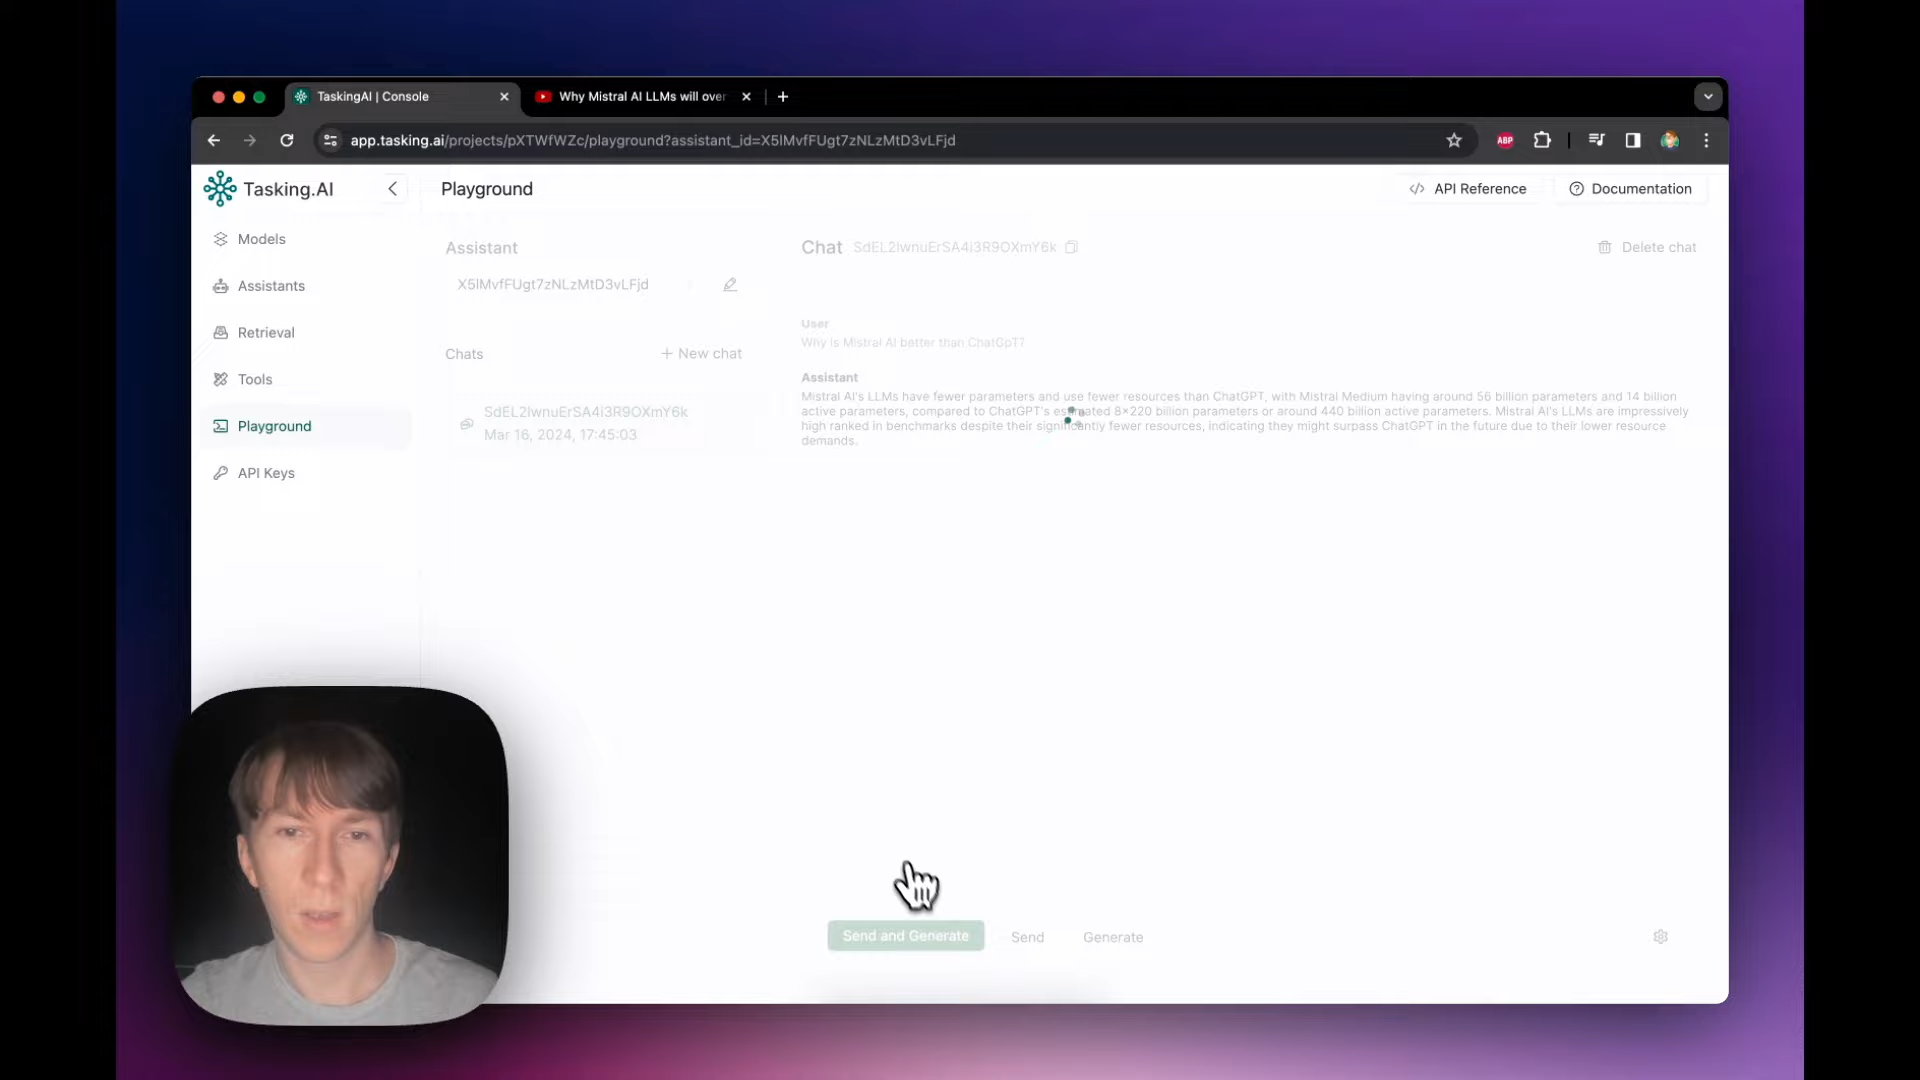 TaskingAI | Console
Why Mistral AI LLMs will over
app.tasking.ai/projects/pXTWfWZc/playground?assistant_id=X5lMvfFUgt7zNLzMtD3vLFjd
ABP
Tasking.AI
Playground
API Reference
Documentation
Models
Assistants
Retrieval
Tools
Playground
API Keys
Assistant
X5lMvfFUgt7zNLzMtD3vLFjd
Chats
+ New chat
SdEL2IwnuErSA4i3R9OXmY6k
Mar 16, 2024, 17:45:03
Chat SdEL2IwnuErSA4i3R9OXmY6k
Delete chat
User
Why is Mistral AI better than ChatGpT?
Assistant
Mistral AI's LLMs have fewer parameters and use fewer resources than ChatGPT, with Mistral Medium having around 56 billion parameters and 14 billion
active parameters, compared to ChatGPT's estimated 8×220 billion parameters or around 440 billion active parameters. Mistral AI's LLMs are impressively
high ranked in benchmarks despite their significantly fewer resources, indicating they might surpass ChatGPT in the future due to their lower resource
demands.
Send and Generate
Send
Generate